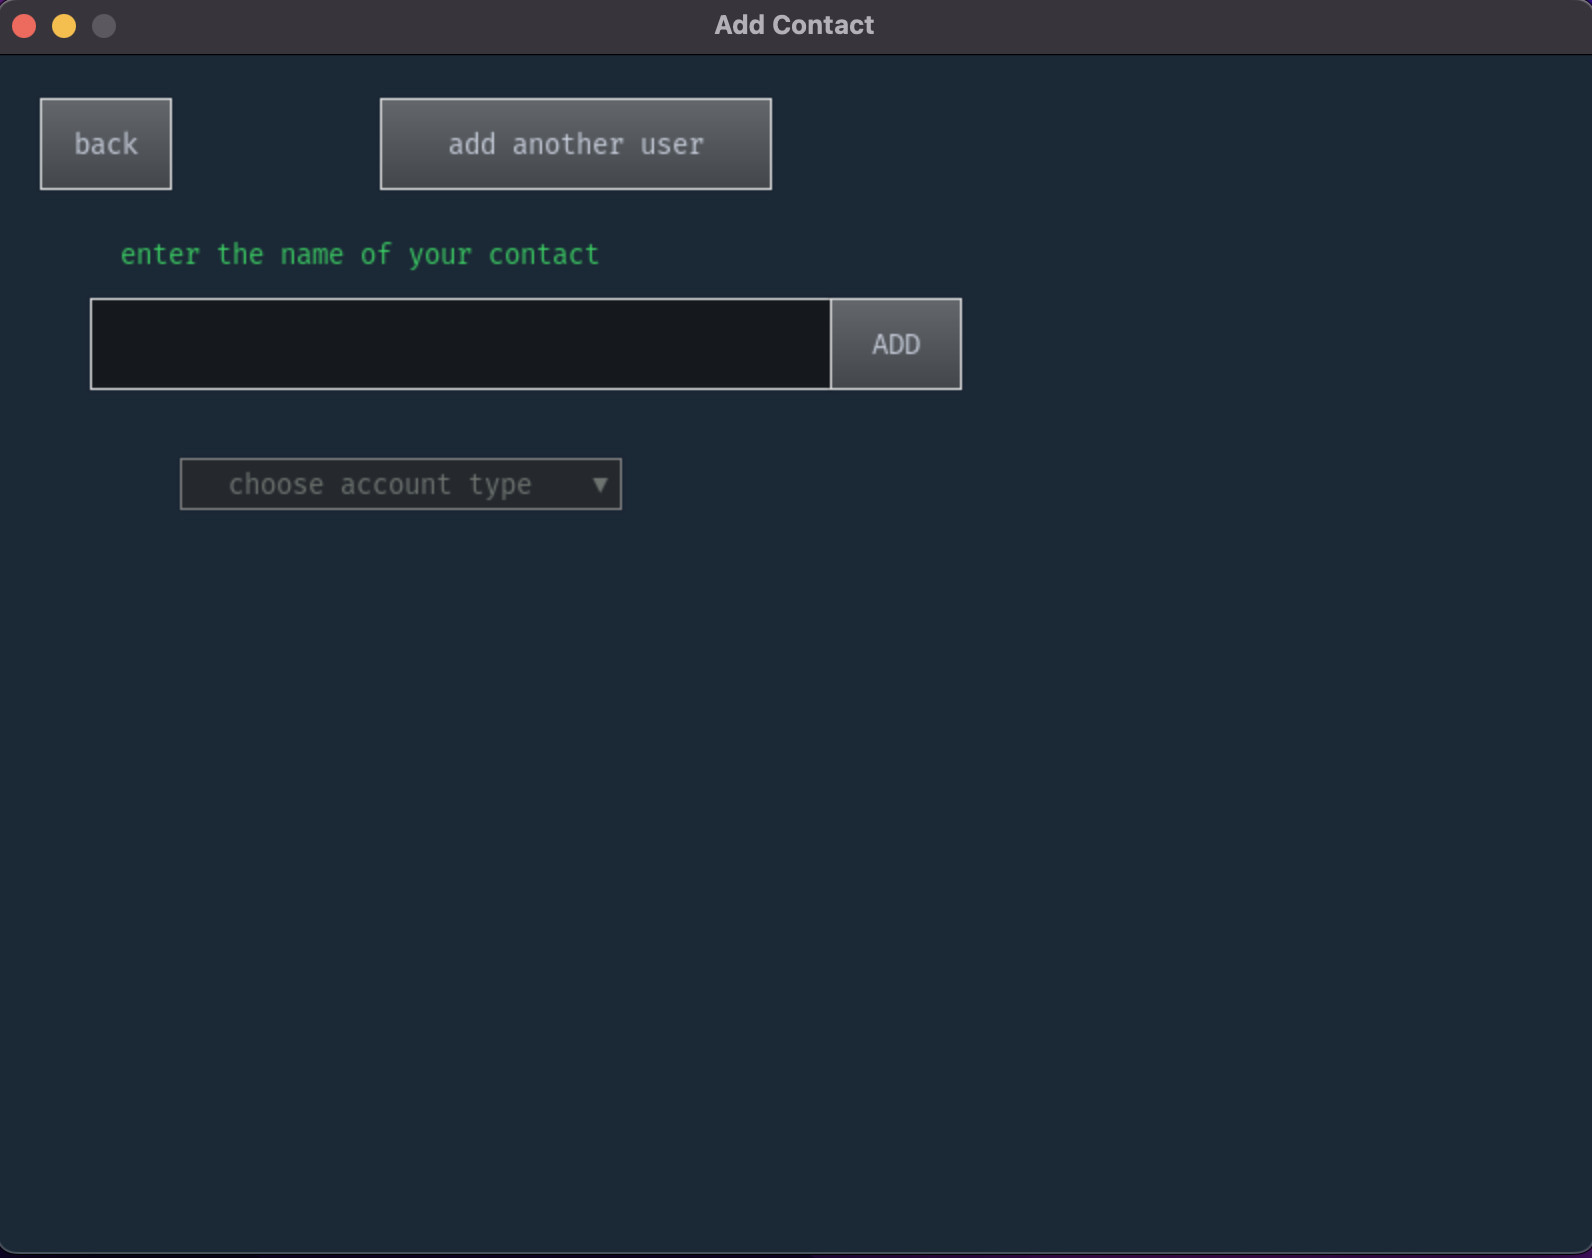 Add Contact
back
add another user
enter the name of your contact
ADD
choose account type ▼